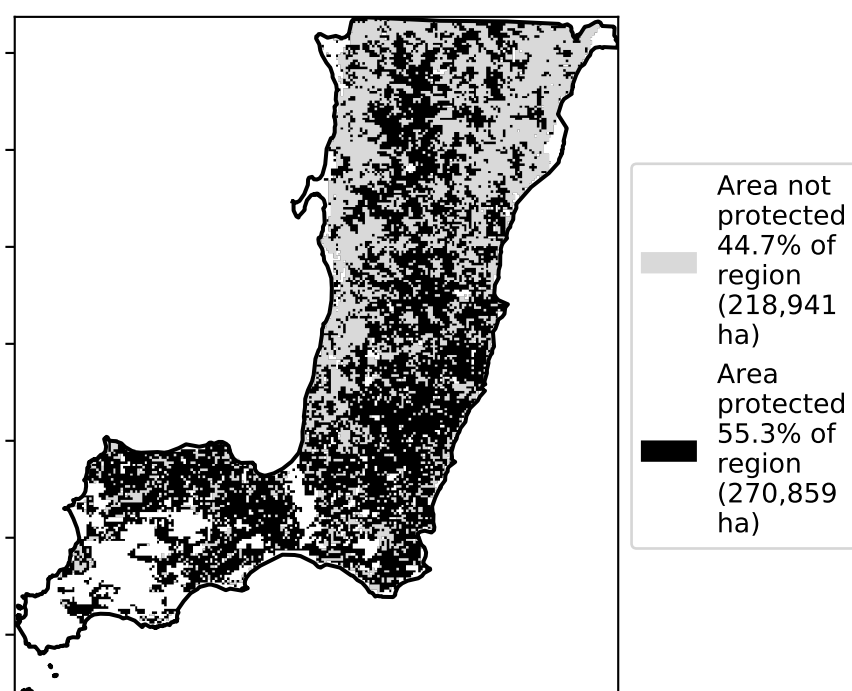 Area not
protected
44.7% of
region
(218,941
ha)
Area
protected
55.3% of
region
(270,859
ha)